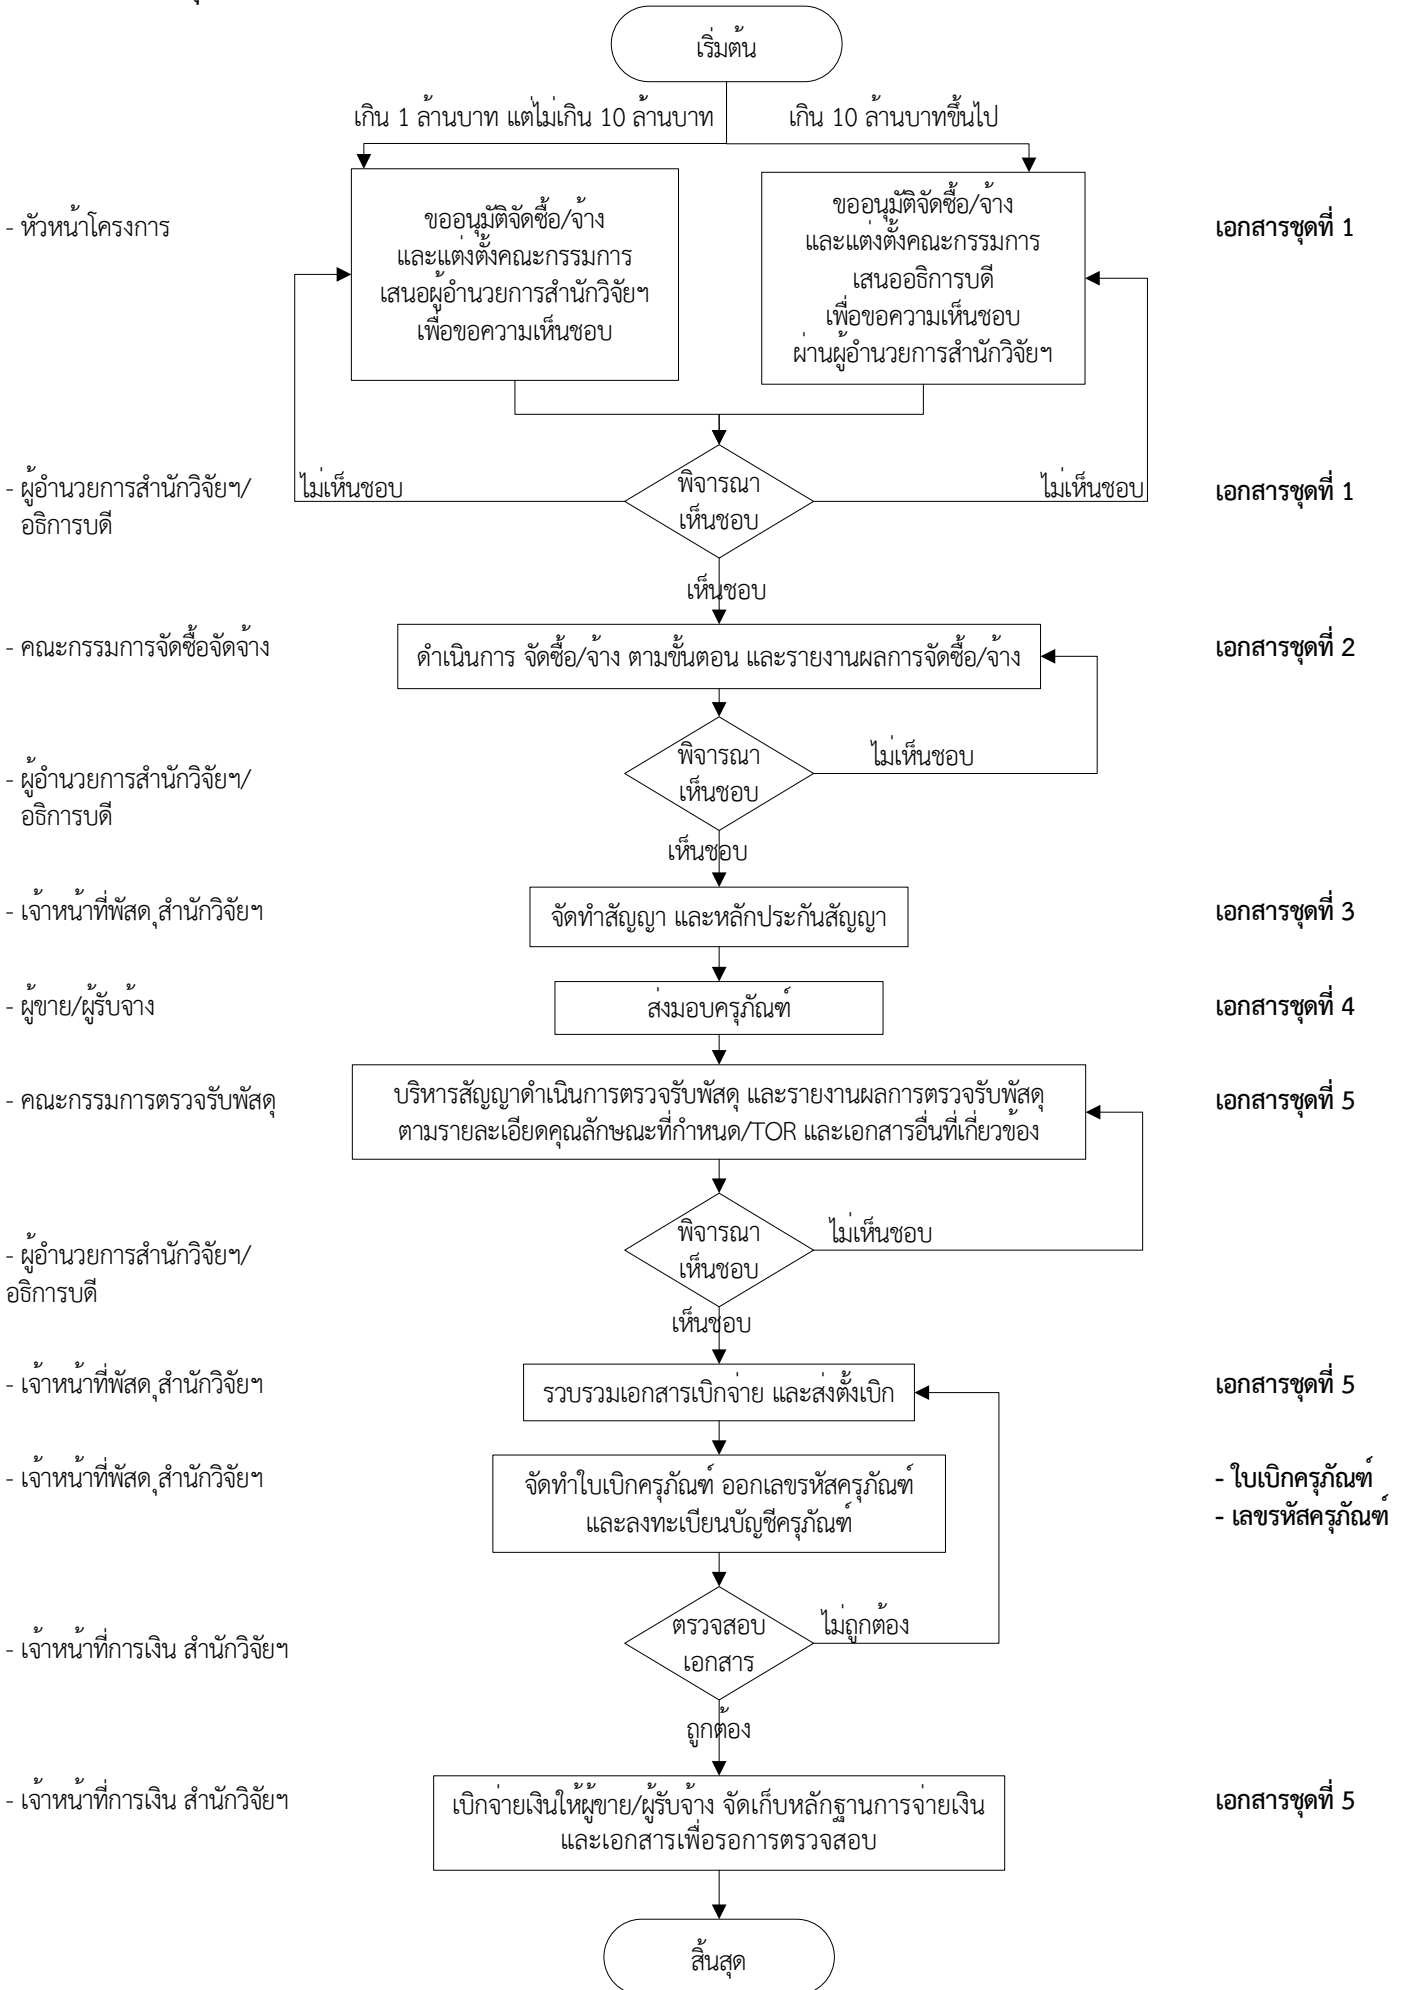 เริ่มต้น
เกิน 1 ล้านบาท แต่ไม่เกิน 10 ล้านบาท
เกิน 10 ล้านบาทขึ้นไป
- หัวหน้าโครงการ
ขออนุมัติจัดซื้อ/จ้าง
และแต่งตั้งคณะกรรมการ
เสนอผู้อำนวยการสำนักวิจัยฯ
เพื่อขอความเห็นชอบ
ขออนุมัติจัดซื้อ/จ้าง
และแต่งตั้งคณะกรรมการ
เสนออธิการบดี
เพื่อขอความเห็นชอบ
ผ่านผู้อำนวยการสำนักวิจัยฯ
เอกสารชุดที่ 1
- ผู้อำนวยการสำนักวิจัยฯ/
อธิการบดี
ไม่เห็นชอบ
พิจารณา
เห็นชอบ
ไม่เห็นชอบ
เอกสารชุดที่ 1
เห็นชอบ
- คณะกรรมการจัดซื้อจัดจ้าง
ดำเนินการ จัดซื้อ/จ้าง ตามขั้นตอน และรายงานผลการจัดซื้อ/จ้าง
เอกสารชุดที่ 2
- ผู้อำนวยการสำนักวิจัยฯ/
อธิการบดี
พิจารณา
เห็นชอบ
ไม่เห็นชอบ
เห็นชอบ
- เจ้าหน้าที่พัสดุ สำนักวิจัยฯ
จัดทำสัญญา และหลักประกันสัญญา
เอกสารชุดที่ 3
- ผู้ขาย/ผู้รับจ้าง
ส่งมอบครุภัณฑ์
เอกสารชุดที่ 4
- คณะกรรมการตรวจรับพัสดุ
บริหารสัญญาดำเนินการตรวจรับพัสดุ และรายงานผลการตรวจรับพัสดุ
ตามรายละเอียดคุณลักษณะที่กำหนด/TOR และเอกสารอื่นที่เกี่ยวข้อง
เอกสารชุดที่ 5
- ผู้อำนวยการสำนักวิจัยฯ/
อธิการบดี
พิจารณา
เห็นชอบ
ไม่เห็นชอบ
เห็นชอบ
- เจ้าหน้าที่พัสดุ สำนักวิจัยฯ
รวบรวมเอกสารเบิกจ่าย และส่งตั้งเบิก
เอกสารชุดที่ 5
- เจ้าหน้าที่พัสดุ สำนักวิจัยฯ
จัดทำใบเบิกครุภัณฑ์ ออกเลขรหัสครุภัณฑ์
และลงทะเบียนบัญชีครุภัณฑ์
- ใบเบิกครุภัณฑ์
- เลขรหัสครุภัณฑ์
- เจ้าหน้าที่การเงิน สำนักวิจัยฯ
ตรวจสอบ
เอกสาร
ไม่ถูกต้อง
ถูกต้อง
- เจ้าหน้าที่การเงิน สำนักวิจัยฯ
เบิกจ่ายเงินให้ผู้ขาย/ผู้รับจ้าง จัดเก็บหลักฐานการจ่ายเงิน
และเอกสารเพื่อรอการตรวจสอบ
เอกสารชุดที่ 5
สิ้นสุด